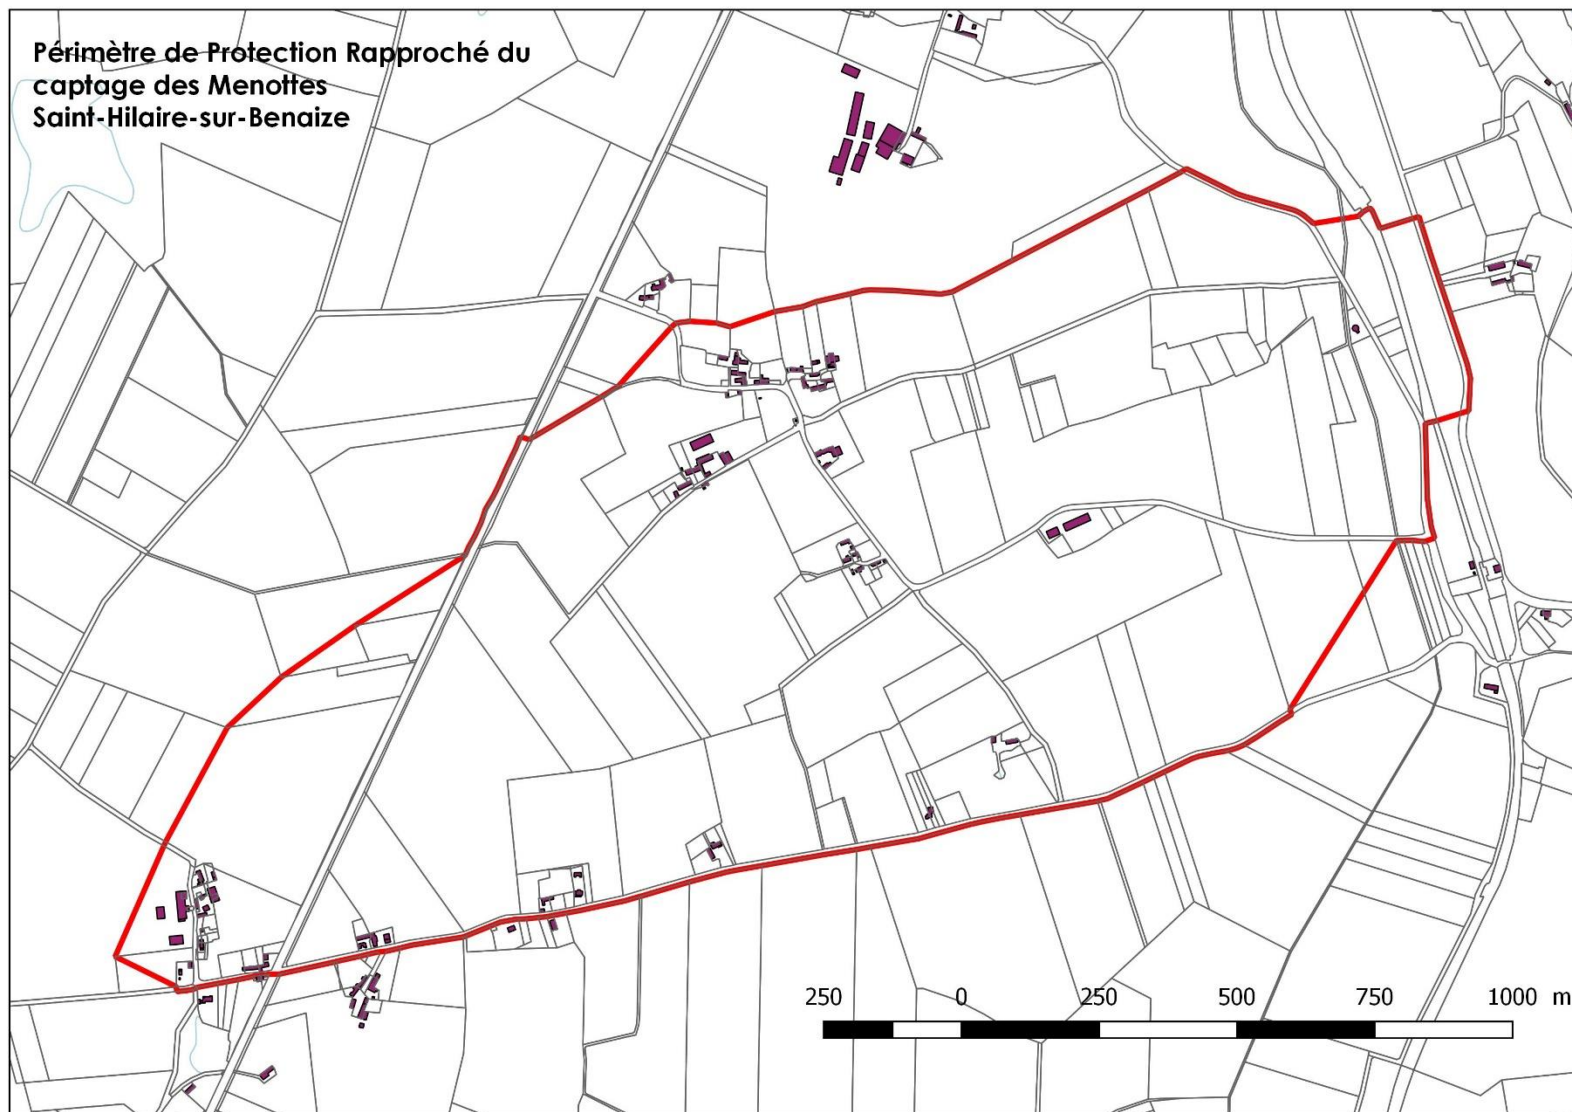 Périmètre de Protection Rapproché du
captage des Menottes
Saint-Hilaire-sur-Benaize
250 0 250 500 750 1000 m